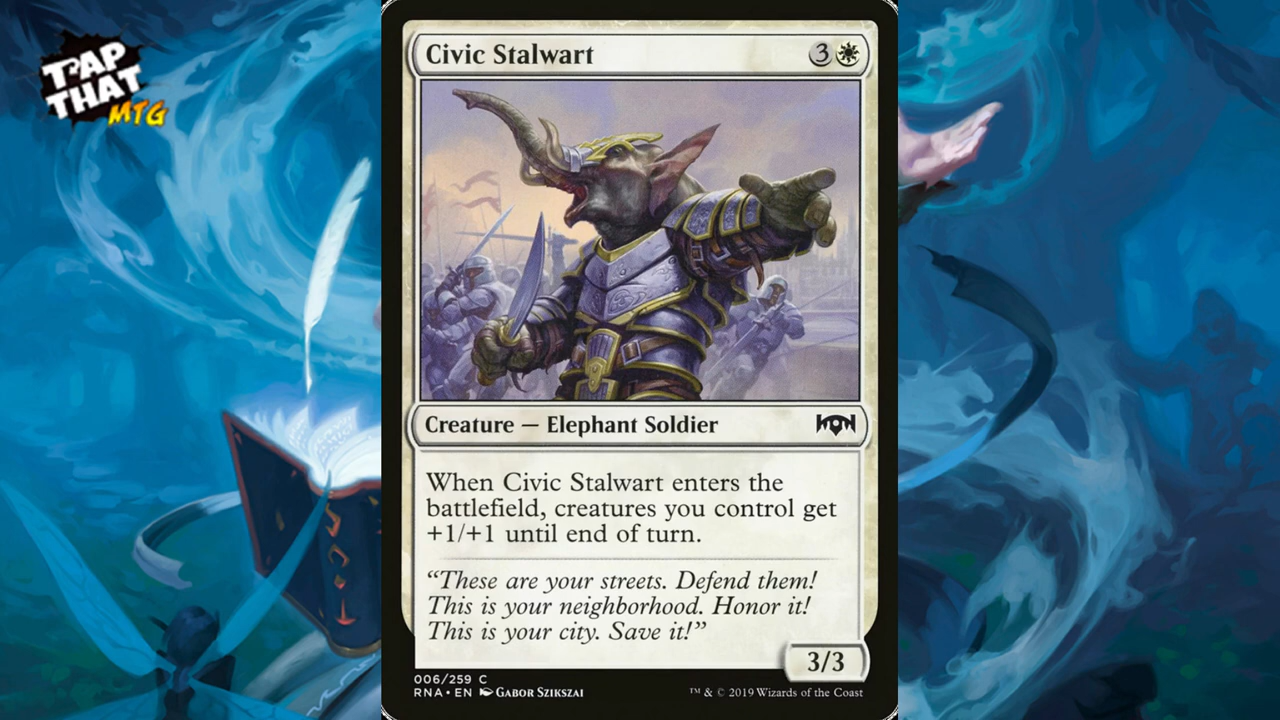 TRAP
THAT
MTG
Civic Stalwart 3
Creature — Elephant Soldier
When Civic Stalwart enters the
battlefield, creatures you control get
+1/+1 until end of turn.
“These are your streets. Defend them!
This is your neighborhood. Honor it!
This is your city. Save it!”
3/3
006/259 C
RNA • EN Gabor Szikszai ™ & © 2019 Wizards of the Coast